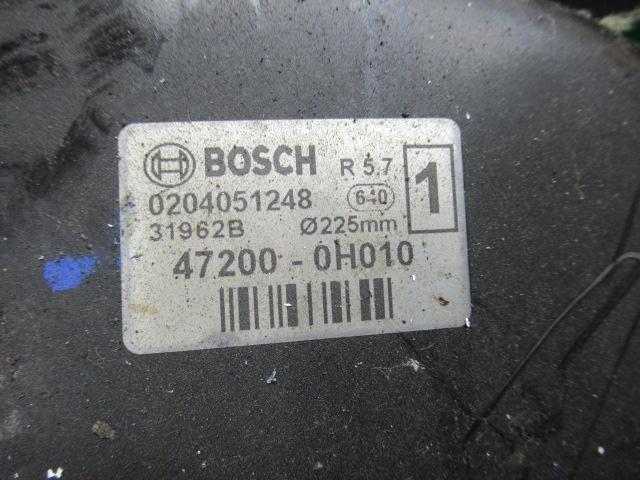 BOSCH R 5,7 1
0204051248 640
31962B Ø225mm
47200 - 0H010